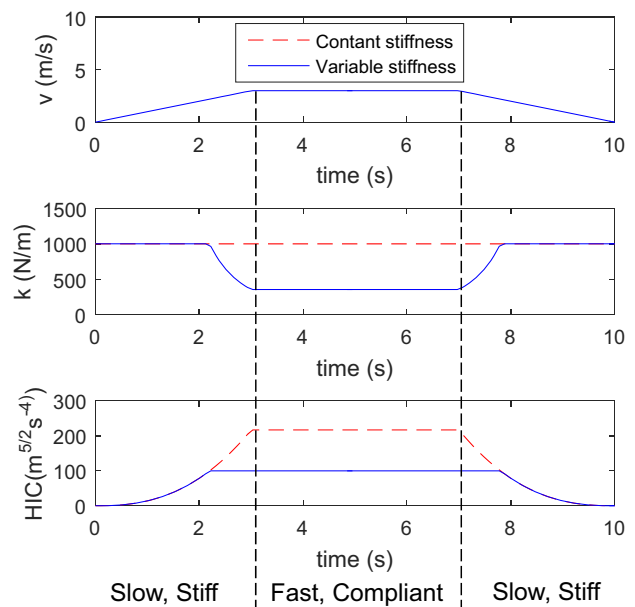 10
5
0
v (m/s)
Contant stiffness
Variable stiffness
0 2 4 6 8 10
time (s)
1500
1000
500
0
k (N/m)
0 2 4 6 8 10
time (s)
300
200
100
0
HIC(m^5/2s^-4)
0 2 4 6 8 10
time (s)
Slow, Stiff Fast, Compliant Slow, Stiff